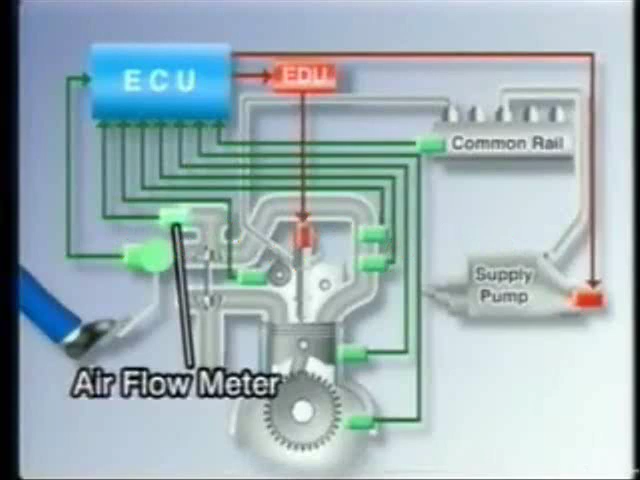 ECU
EDU
Common Rail
Supply
Pump
Air Flow Meter